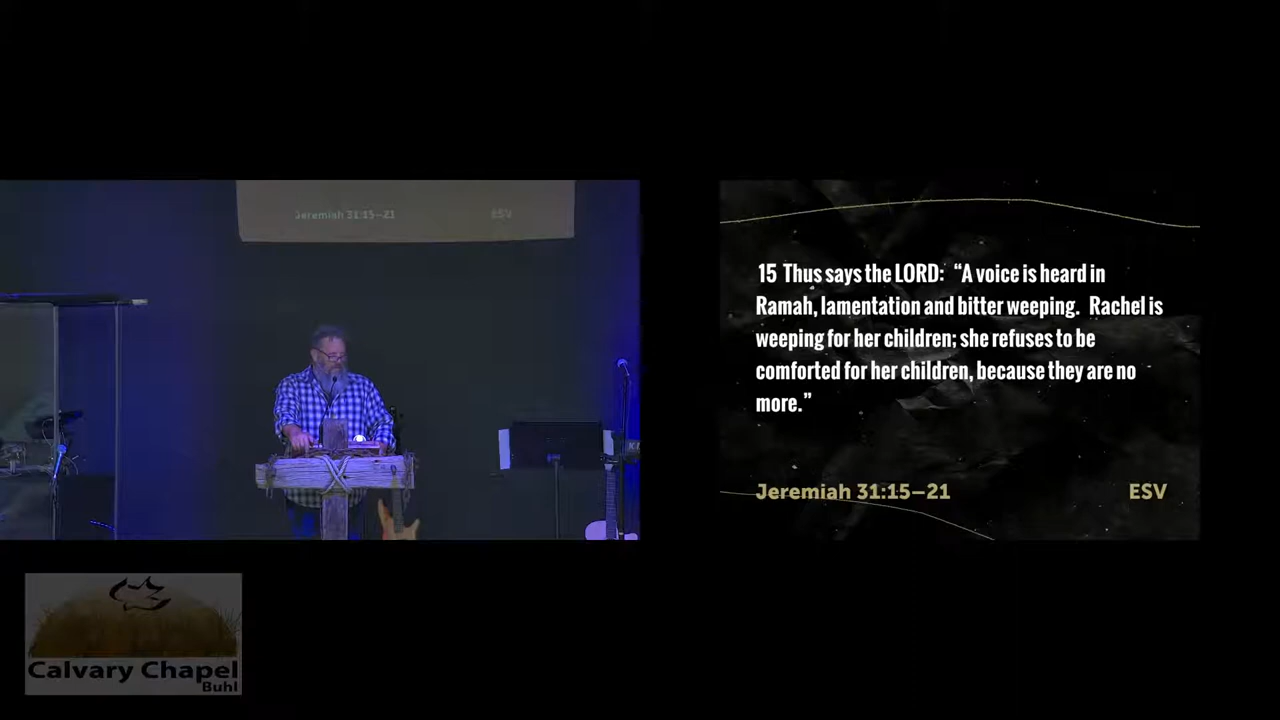 Jeremiah 31:15–21 ESV
15 Thus says the LORD: “A voice is heard in
Ramah, lamentation and bitter weeping. Rachel is
weeping for her children; she refuses to be
comforted for her children, because they are no
more.”
Jeremiah 31:15–21 ESV
Calvary Chapel
Buhl